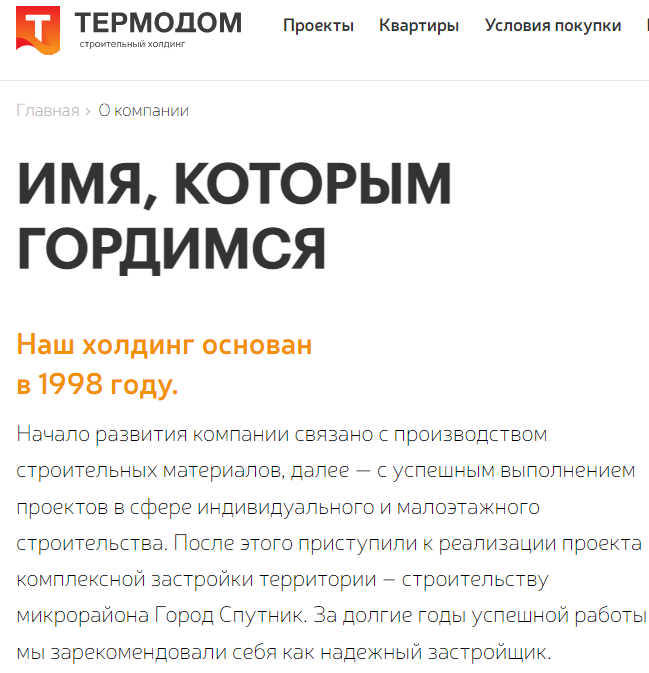 ТЕРМОДОМ
строительный холдинг
Проекты Квартиры Условия покупки
Главная › О компании
ИМЯ, КОТОРЫМ
ГОРДИМСЯ
Наш холдинг основан
в 1998 году.
Начало развития компании связано с производством
строительных материалов, далее — с успешным выполнением
проектов в сфере индивидуального и малоэтажного
строительства. После этого приступили к реализации проекта
комплексной застройки территории – строительству
микрорайона Город Спутник. За долгие годы успешной работы
мы зарекомендовали себя как надежный застройщик.